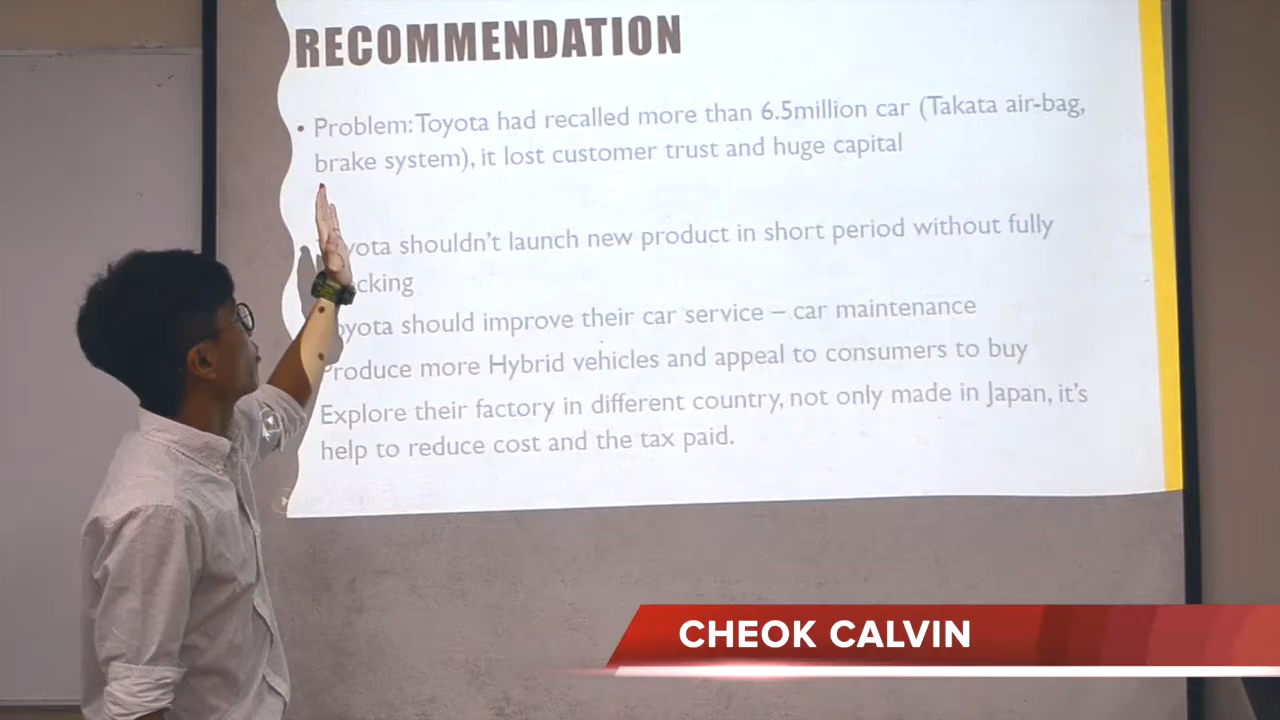 RECOMMENDATION
• Problem: Toyota had recalled more than 6.5million car (Takata air-bag,
brake system), it lost customer trust and huge capital
shouldn't launch new product in short period without fully
should improve their car service – car maintenance
Produce more Hybrid vehicles and appeal to consumers to buy
Explore their factory in different country, not only made in Japan, it's
help to reduce cost and the tax paid.
CHEOK CALVIN